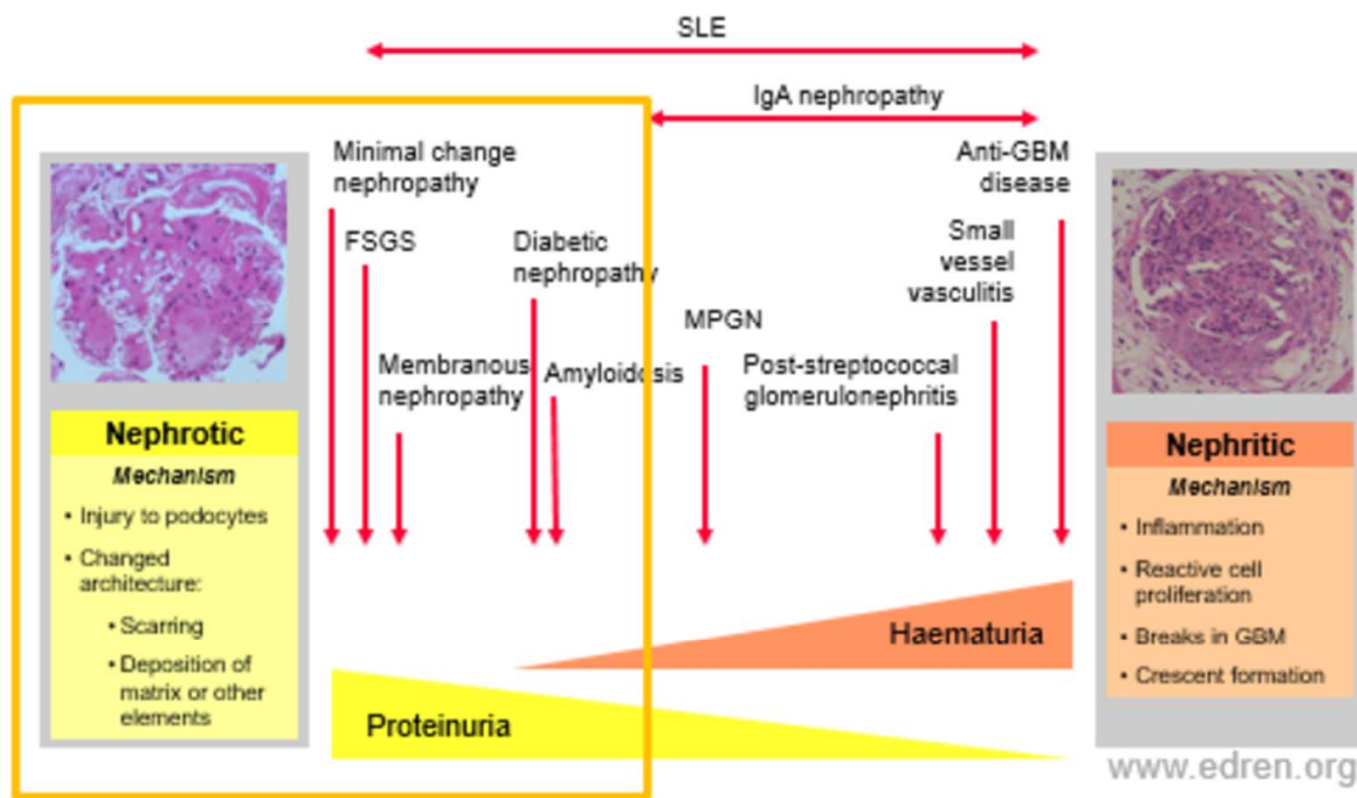 SLE
IgA nephropathy
Minimal change
nephropathy
Anti-GBM
disease
FSGS
Diabetic
nephropathy
Small
vessel
vasculitis
MPGN
Membranous
nephropathy
Amyloidosis
Post-streptococcal
glomerulonephritis
Nephrotic
Mechanism
• Injury to podocytes
• Changed
architecture:
• Scarring
• Deposition of
matrix or other
elements
Nephritic
Mechanism
• Inflammation
• Reactive cell
proliferation
• Breaks in GBM
• Crescent formation
Haematuria
Proteinuria
www.edren.org